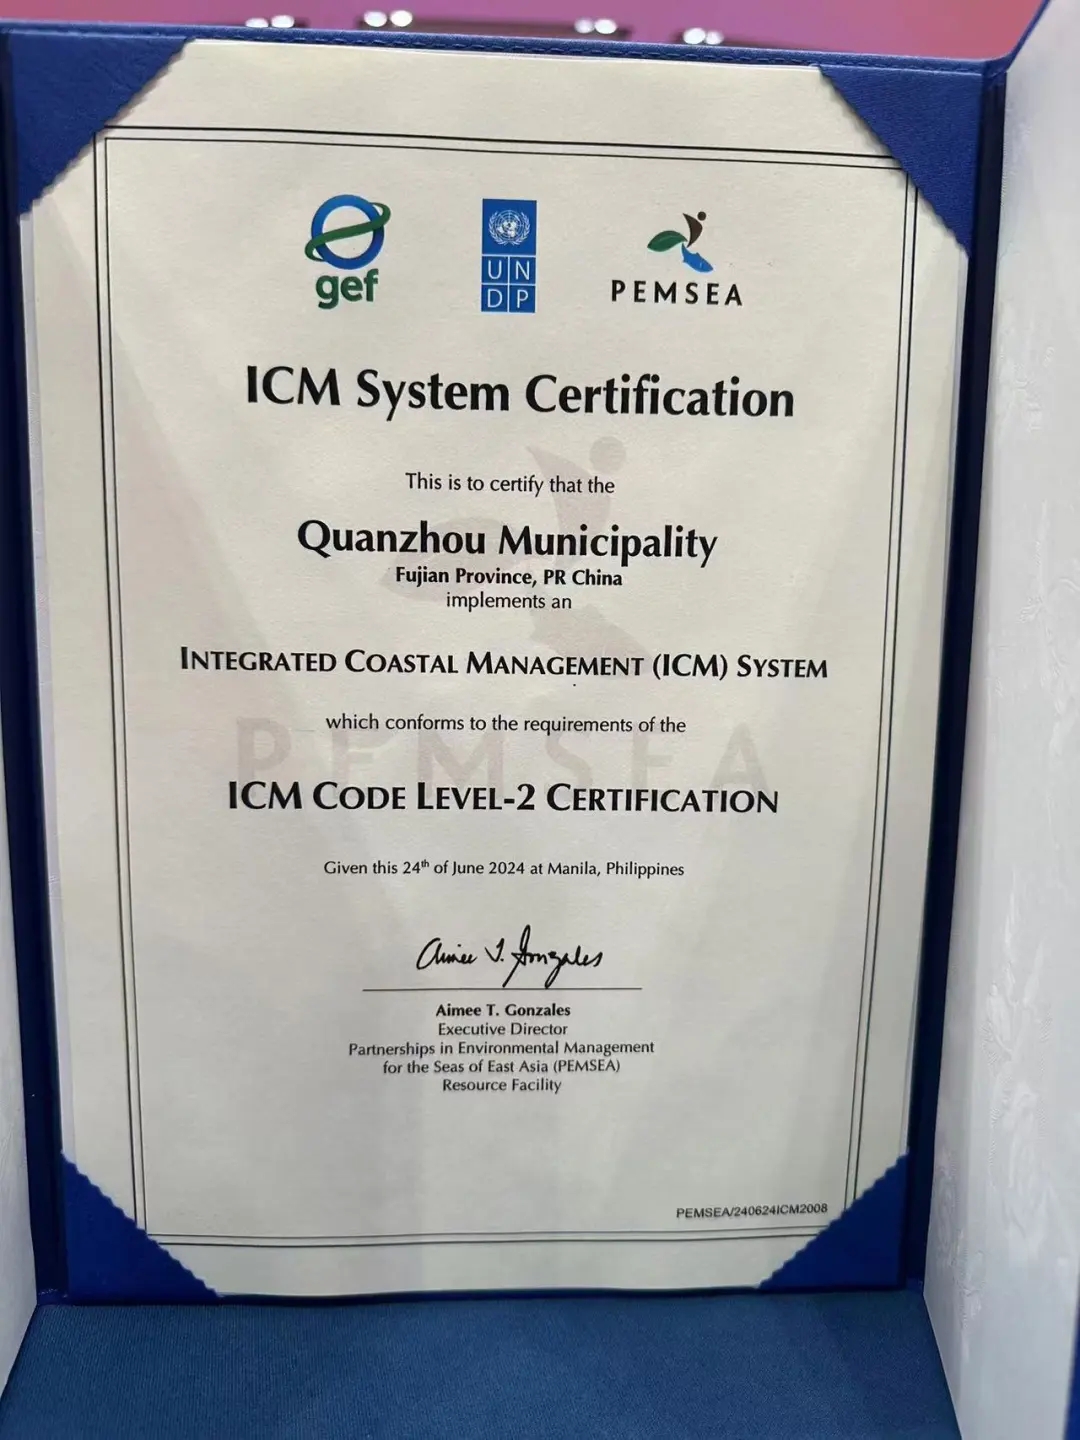 gef
UN
DP
PEMSEA
ICM System Certification
This is to certify that the
Quanzhou Municipality
Fujian Province, PR China
implements an
INTEGRATED COASTAL MANAGEMENT (ICM) SYSTEM
which conforms to the requirements of the
PEMSEA
ICM CODE LEVEL-2 CERTIFICATION
Given this 24th of June 2024 at Manila, Philippines
Aimee T. Gonzales
Aimee T. Gonzales
Executive Director
Partnerships in Environmental Management
for the Seas of East Asia (PEMSEA)
Resource Facility
PEMSEA/240624ICM2008